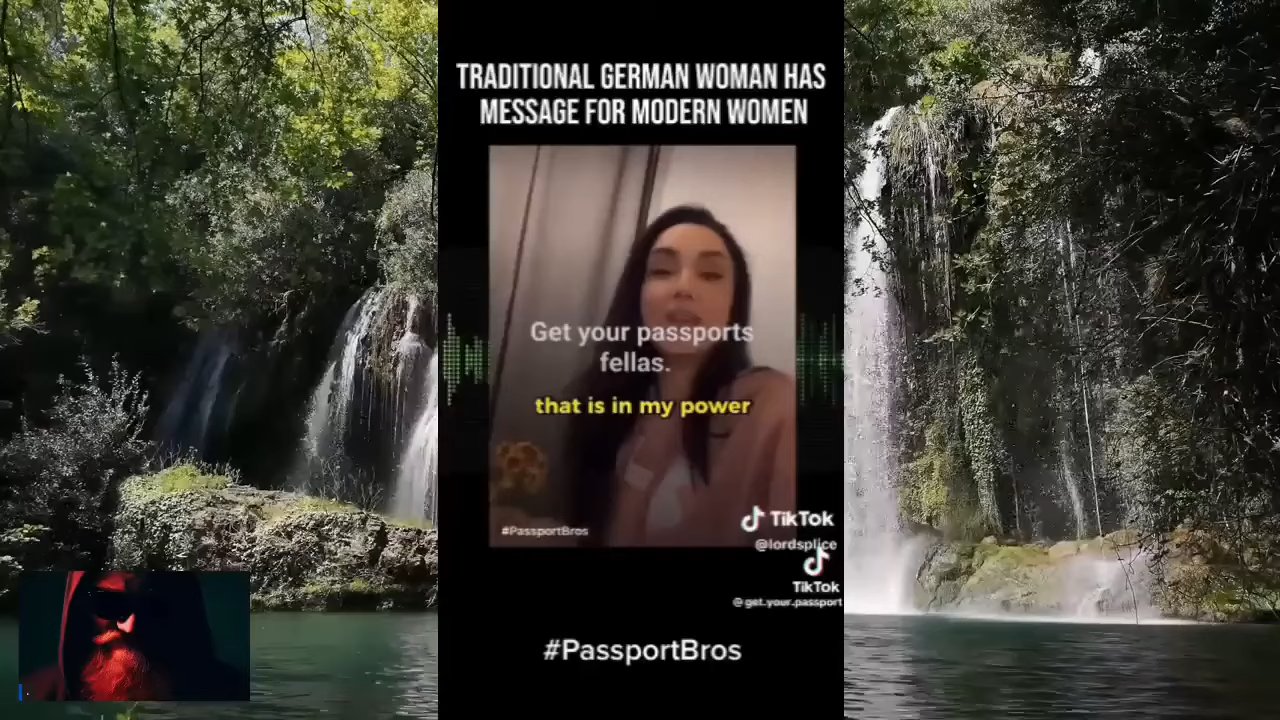 TRADITIONAL GERMAN WOMAN HAS
MESSAGE FOR MODERN WOMEN
Get your passports
fellas.
that is in my power
#PassportBros
TikTok
@lordsplice
TikTok
@get.your.passport
#PassportBros